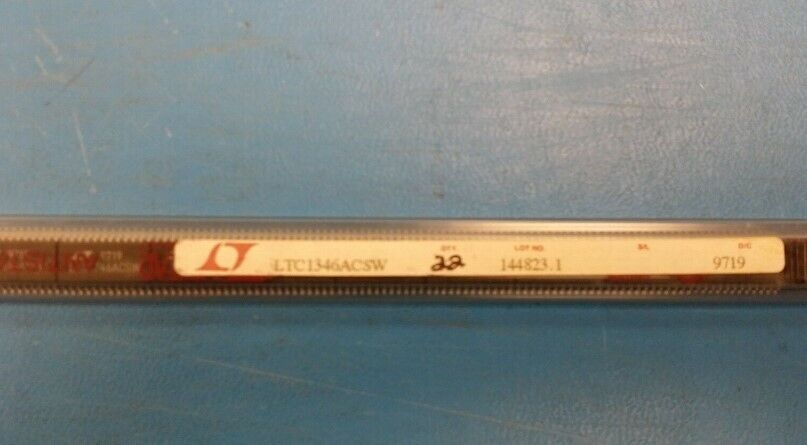 QTY. LOT NO. S/L D/C
LTC1346ACSW 22 144823.1 9719